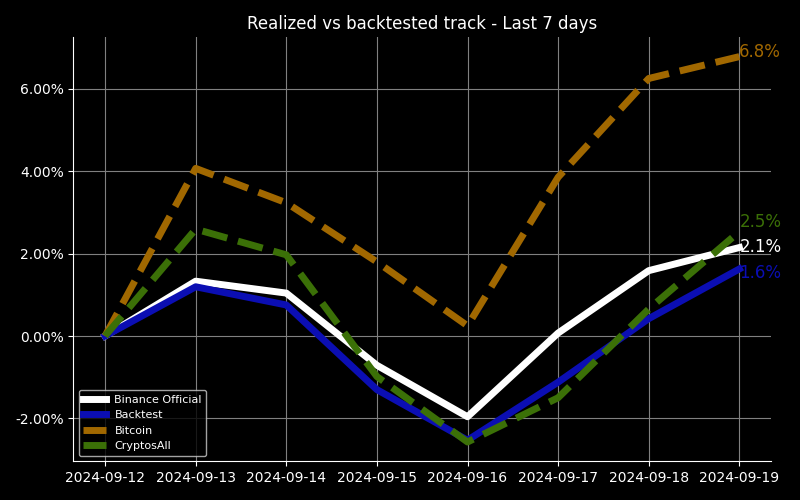 Realized vs backtested track - Last 7 days
6.8%
6.00%
4.00%
2.5%
2.00%
2.1%
1.6%
0.00%
-2.00%
Binance Official
Backtest
Bitcoin
CryptosAll
2024-09-12 2024-09-13 2024-09-14 2024-09-15 2024-09-16 2024-09-17 2024-09-18 2024-09-19